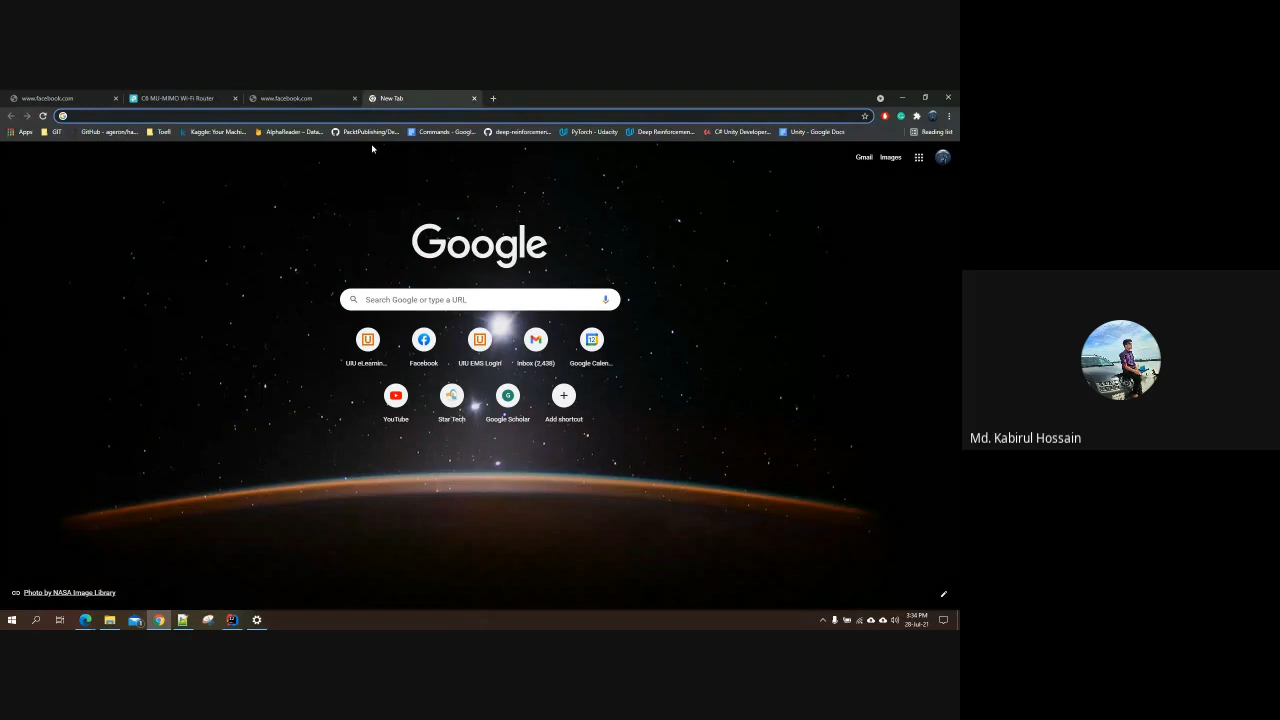 www.facebook.com
C6 MU-MIMO Wi-Fi Router
www.facebook.com
New Tab
Apps
GIT
GitHub - ageron/ha...
Toefl
Kaggle: Your Machi...
AlphaReader – Data...
PacktPublishing/De...
Commands - Googl...
deep-reinforcemen...
PyTorch - Udacity
Deep Reinforcemen...
C# Unity Developer...
Unity - Google Docs
Reading list
Gmail
Images
Google
Search Google or type a URL
UIU eLearnin...
Facebook
UIU EMS Login
Inbox (2,438)
Google Calen...
YouTube
Star Tech
Google Scholar
Add shortcut
Md. Kabirul Hossain
Photo by NASA Image Library
3:34 PM
28-Jul-21